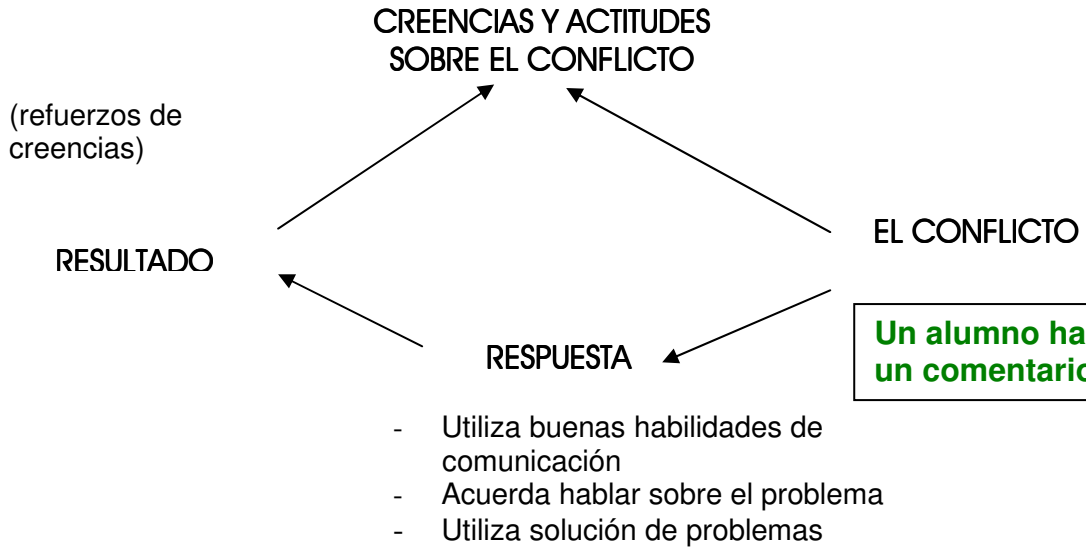 CREENCIAS Y ACTITUDES
SOBRE EL CONFLICTO
(refuerzos de
creencias)
EL CONFLICTO
RESULTADO
Un alumno ha
un comentario
RESPUESTA
- Utiliza buenas habilidades de
comunicación
- Acuerda hablar sobre el problema
- Utiliza solución de problemas